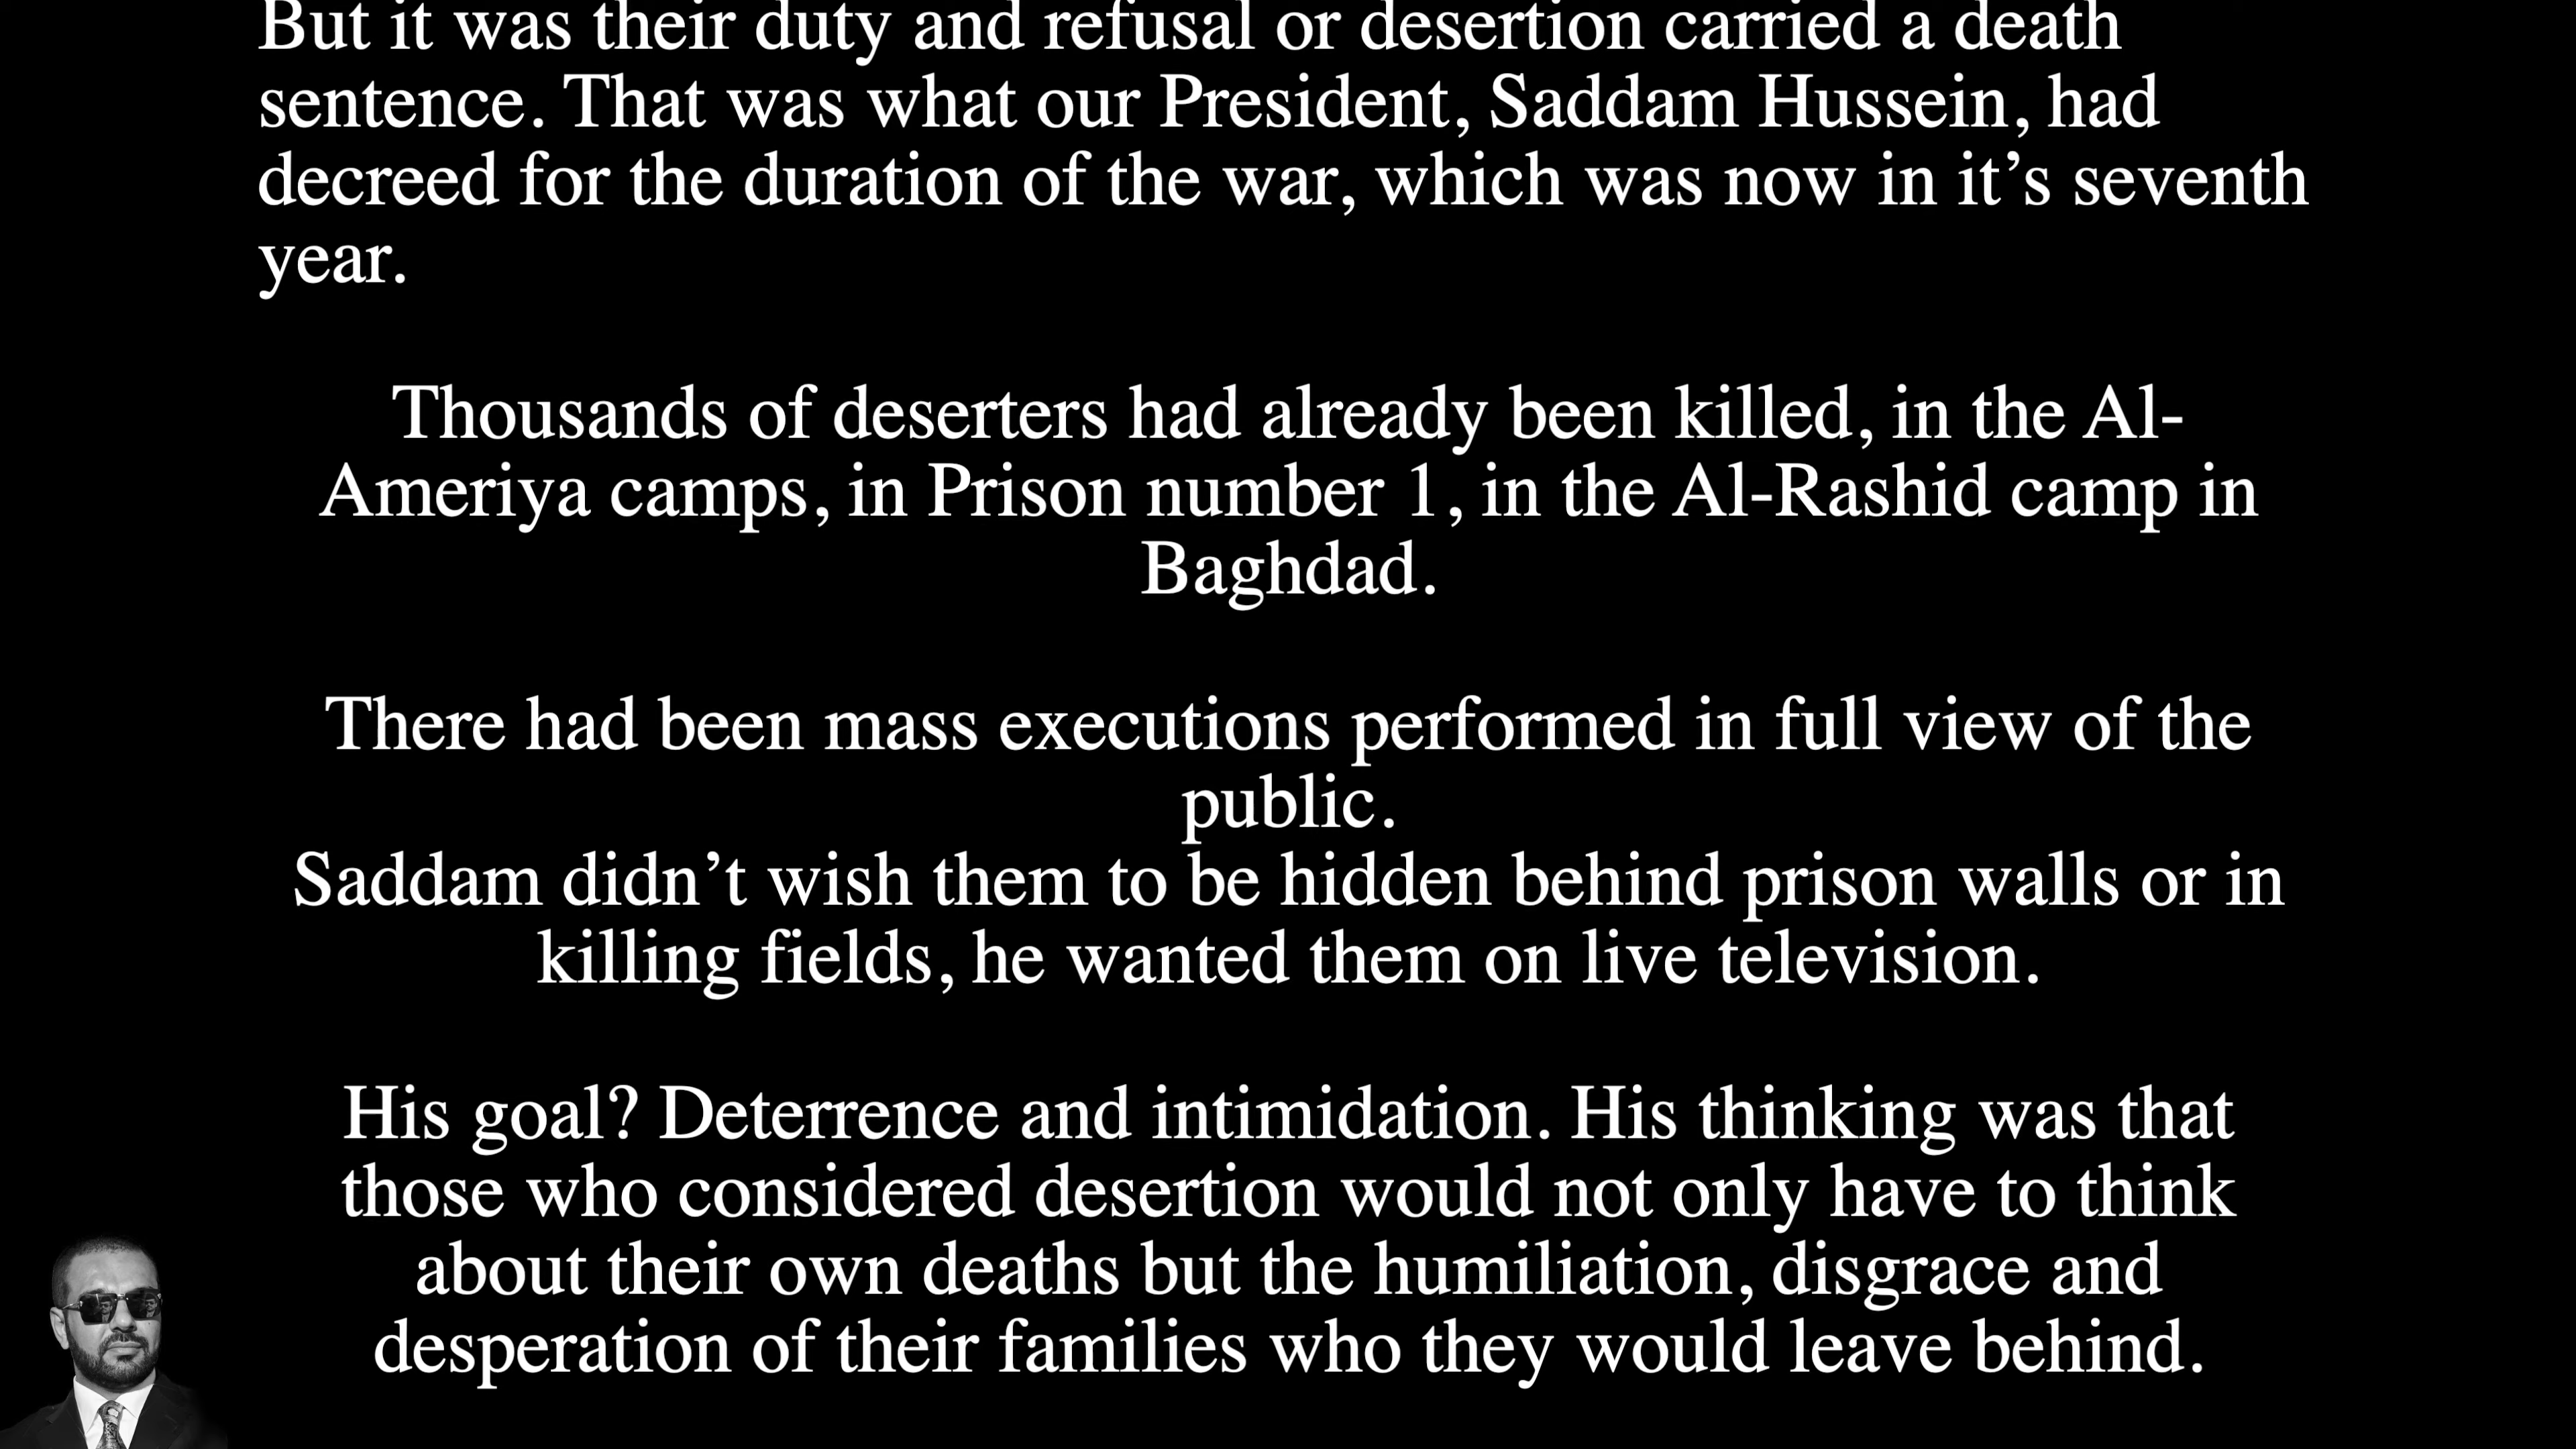 But it was their duty and refusal or desertion carried a death
sentence. That was what our President, Saddam Hussein, had
decreed for the duration of the war, which was now in it’s seventh
year.
Thousands of deserters had already been killed, in the Al-
Ameriya camps, in Prison number 1, in the Al-Rashid camp in
Baghdad.
There had been mass executions performed in full view of the
public.
Saddam didn’t wish them to be hidden behind prison walls or in
killing fields, he wanted them on live television.
His goal? Deterrence and intimidation. His thinking was that
those who considered desertion would not only have to think
about their own deaths but the humiliation, disgrace and
desperation of their families who they would leave behind.